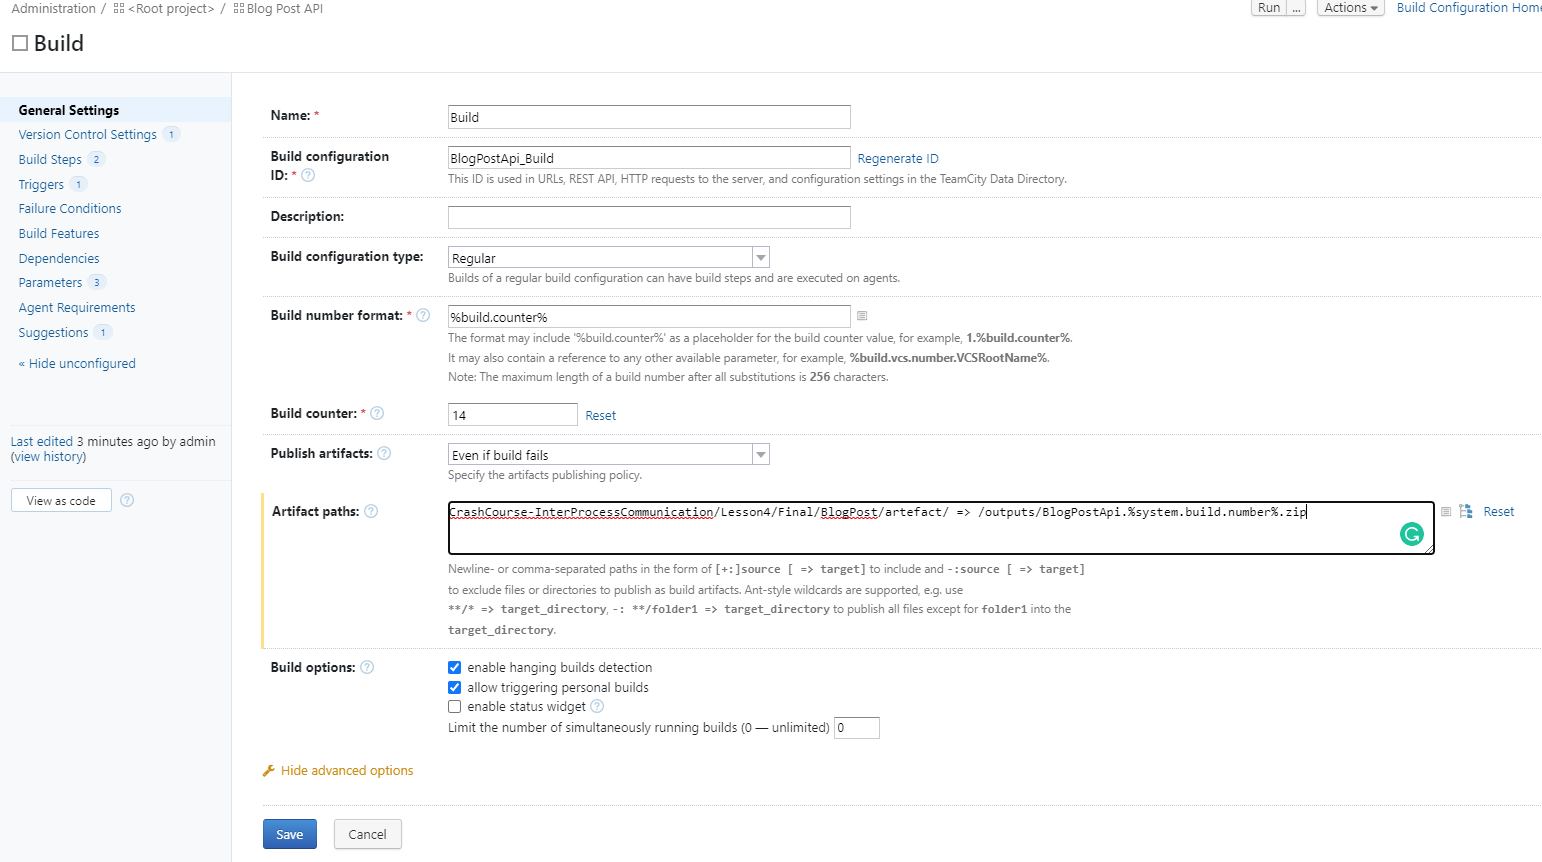 Administration / <Root project> / Blog Post API
Run ... Actions Build Configuration Home
Build
General Settings
Version Control Settings 1
Build Steps 2
Triggers 1
Failure Conditions
Build Features
Dependencies
Parameters 3
Agent Requirements
Suggestions 1
« Hide unconfigured
Last edited 3 minutes ago by admin
(view history)
View as code ?
Name: * Build
Build configuration
ID: * ? BlogPostApi_Build Regenerate ID
This ID is used in URLs, REST API, HTTP requests to the server, and configuration settings in the TeamCity Data Directory.
Description:
Build configuration type: Regular
Builds of a regular build configuration can have build steps and are executed on agents.
Build number format: * ? %build.counter%
The format may include '%build.counter%' as a placeholder for the build counter value, for example, 1.%build.counter%.
It may also contain a reference to any other available parameter, for example, %build.vcs.number.VCSRootName%.
Note: The maximum length of a build number after all substitutions is 256 characters.
Build counter: * ? 14 Reset
Publish artifacts: ? Even if build fails
Specify the artifacts publishing policy.
Artifact paths: ? CrashCourse-InterProcessCommunication/Lesson4/Final/BlogPost/artefact/ => /outputs/BlogPostApi.%system.build.number%.zip Reset
Newline- or comma-separated paths in the form of [+:]source [ => target] to include and -:source [ => target]
to exclude files or directories to publish as build artifacts. Ant-style wildcards are supported, e.g. use
**/* => target_directory, -: **/folder1 => target_directory to publish all files except for folder1 into the
target_directory.
Build options: ? enable hanging builds detection
allow triggering personal builds
enable status widget ?
Limit the number of simultaneously running builds (0 — unlimited) 0
Hide advanced options
Save Cancel